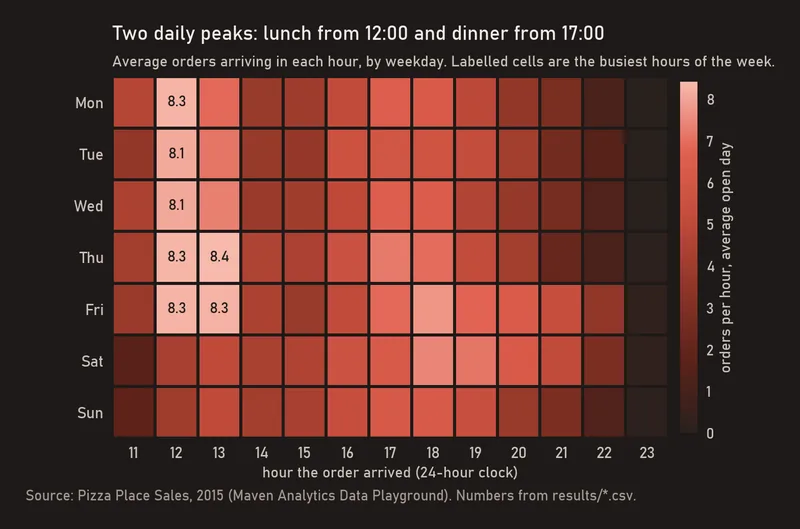 Two daily peaks: lunch from 12:00 and dinner from 17:00
Average orders arriving in each hour, by weekday. Labelled cells are the busiest hours of the week.
Mon 8.3
Tue 8.1
Wed 8.1
Thu 8.3 8.4
Fri 8.3 8.3
Sat
Sun
11 12 13 14 15 16 17 18 19 20 21 22 23
hour the order arrived (24-hour clock)
8
7
6
5
4
3
2
1
0
orders per hour, average open day
Source: Pizza Place Sales, 2015 (Maven Analytics Data Playground). Numbers from results/*.csv.